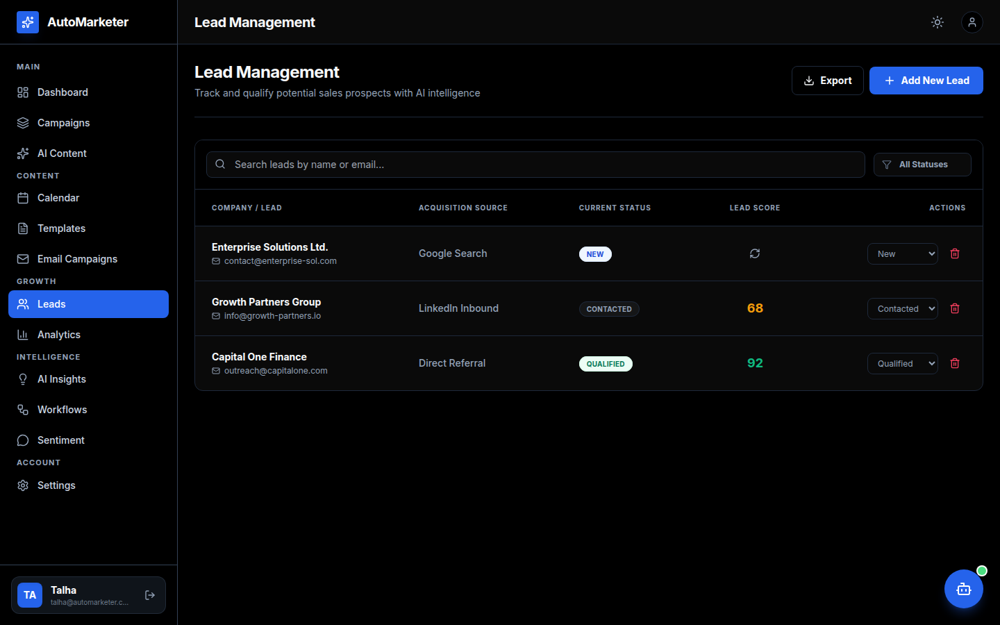 AutoMarketer
Lead Management
MAIN
Dashboard
Campaigns
AI Content
CONTENT
Calendar
Templates
Email Campaigns
GROWTH
Leads
Analytics
INTELLIGENCE
AI Insights
Workflows
Sentiment
ACCOUNT
Settings
TA
Talha
talha@automarketer.c...
Lead Management
Track and qualify potential sales prospects with AI intelligence
Export
Add New Lead
Search leads by name or email...
All Statuses
COMPANY / LEAD ACQUISITION SOURCE CURRENT STATUS LEAD SCORE ACTIONS
Enterprise Solutions Ltd.
contact@enterprise-sol.com
Google Search
NEW
New
Growth Partners Group
info@growth-partners.io
LinkedIn Inbound
CONTACTED
68
Contacted
Capital One Finance
outreach@capitalone.com
Direct Referral
QUALIFIED
92
Qualified